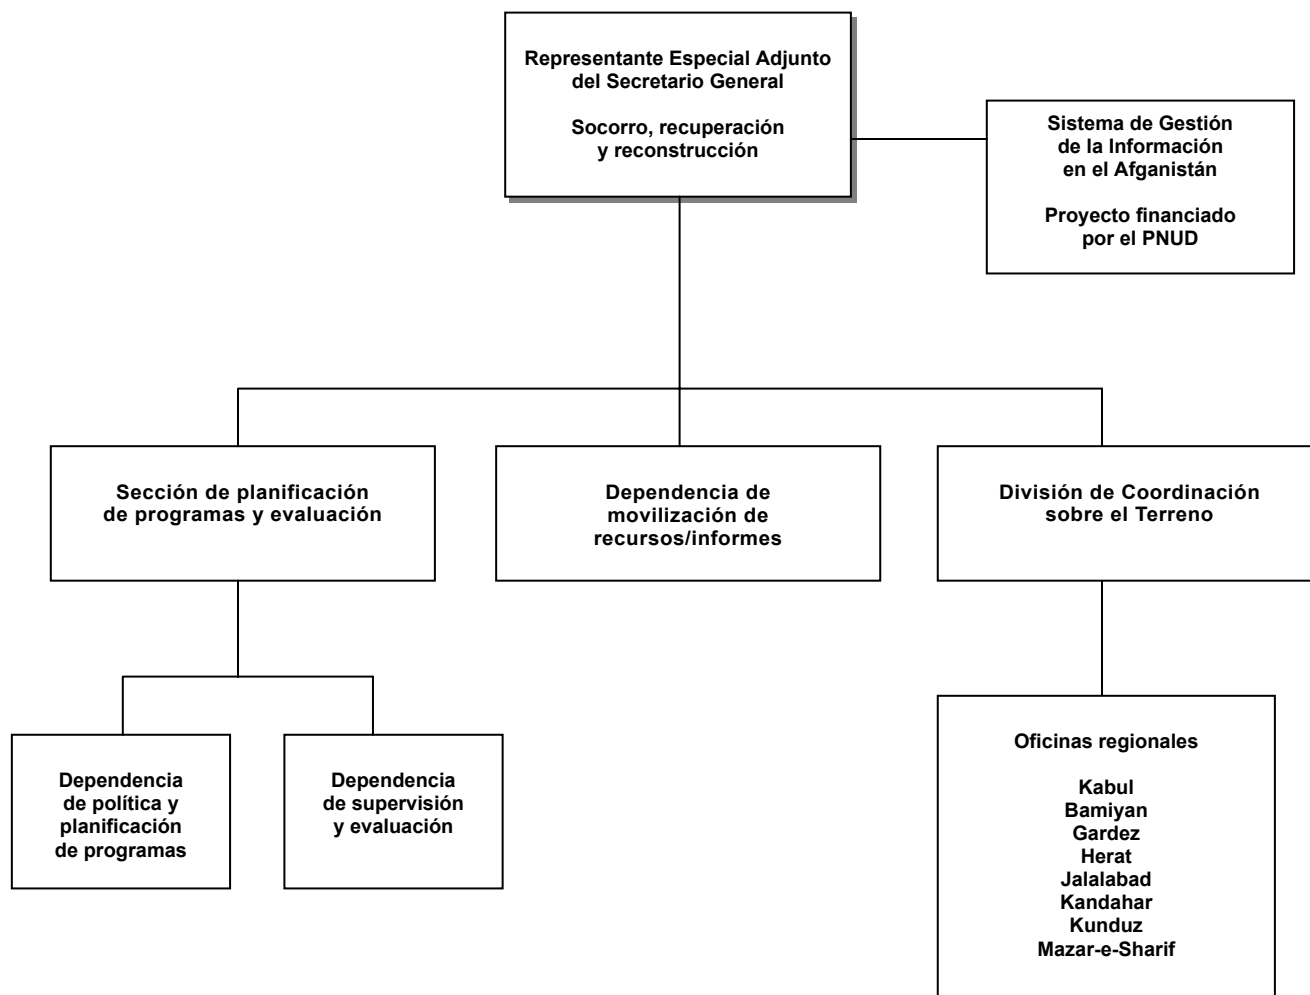 Representante Especial Adjunto
del Secretario General
Socorro, recuperación
y reconstrucción
Sistema de Gestión
de la Información
en el Afganistán
Proyecto financiado
por el PNUD
Sección de planificación
de programas y evaluación
Dependencia de
movilización de
recursos/informes
División de Coordinación
sobre el Terreno
Dependencia
de política y
planificación
de programas
Dependencia
de supervisión
y evaluación
Oficinas regionales
Kabul
Bamiyan
Gardez
Herat
Jalalabad
Kandahar
Kunduz
Mazar-e-Sharif